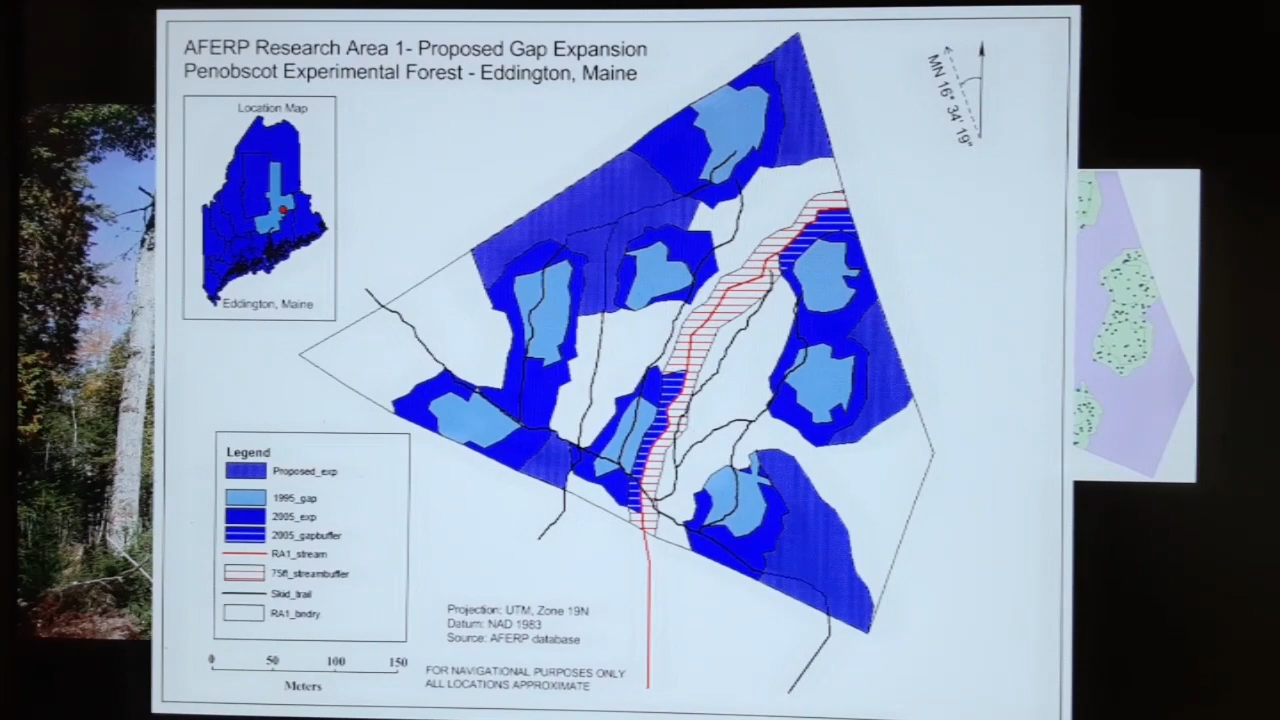 AFERP Research Area 1- Proposed Gap Expansion
Penobscot Experimental Forest - Eddington, Maine
Location Map
Eddington, Maine
MN 16° 34' 19"
Legend
Proposed_exp
1995_gap
2005_exp
2005_gapbuffer
RA1_stream
75ft_streambuffer
Skid_trail
RA1_bndry
0 50 100 150
Meters
Projection: UTM, Zone 19N
Datum: NAD 1983
Source: AFERP database
FOR NAVIGATIONAL PURPOSES ONLY
ALL LOCATIONS APPROXIMATE